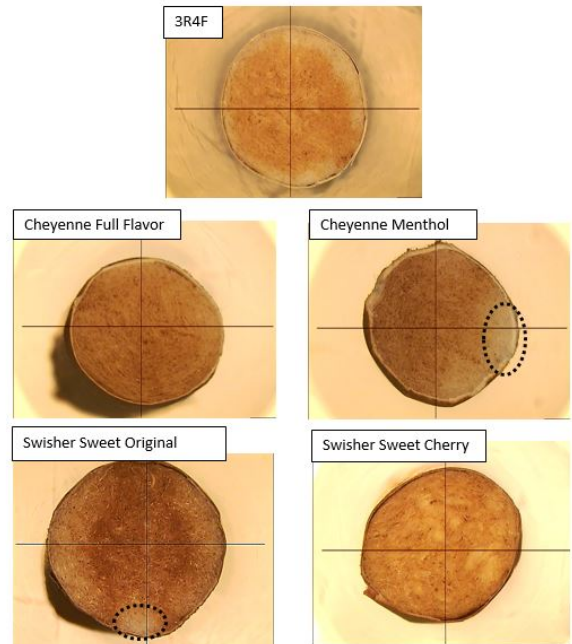 3R4F
Cheyenne Full Flavor
Cheyenne Menthol
Swisher Sweet Original
Swisher Sweet Cherry